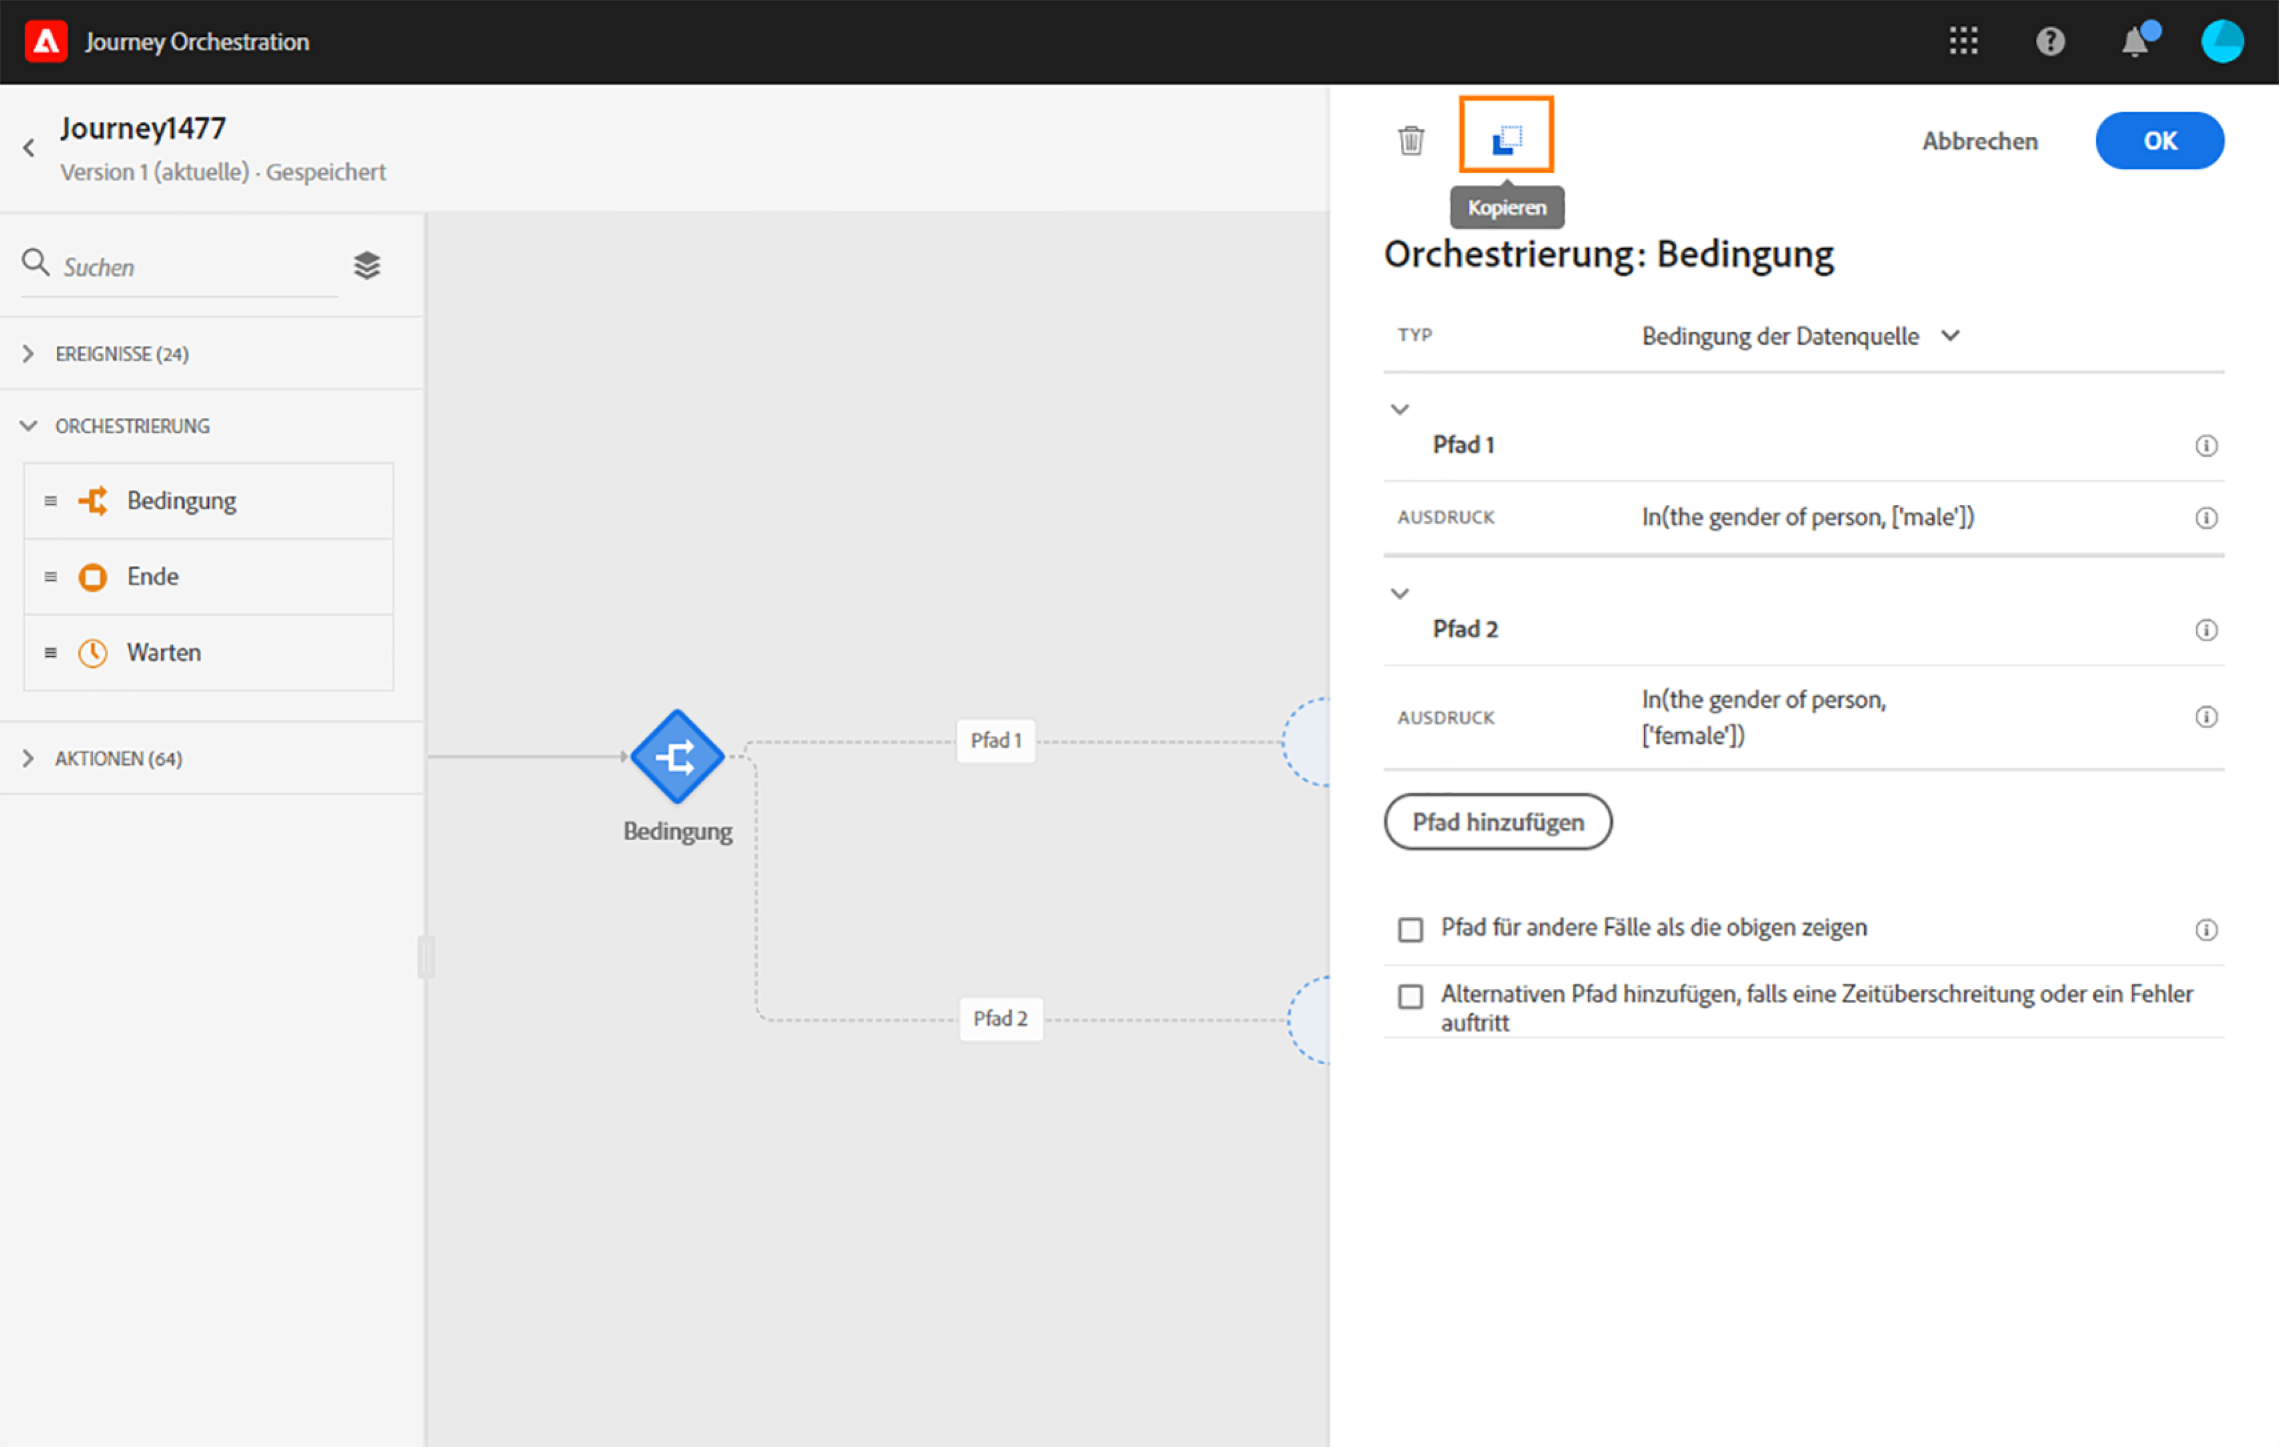 Journey Orchestration
Journey1477
Version 1 (aktuelle) · Gespeichert
Suchen
EREIGNISSE (24)
ORCHESTRIERUNG
Bedingung
Ende
Warten
AKTIONEN (64)
Bedingung
Pfad 1
Pfad 2
Abbrechen
OK
Kopieren
Orchestrierung: Bedingung
TYP
Bedingung der Datenquelle
Pfad 1
AUSDRUCK
In(the gender of person, ['male'])
Pfad 2
AUSDRUCK
In(the gender of person,
['female'])
Pfad hinzufügen
Pfad für andere Fälle als die obigen zeigen
Alternativen Pfad hinzufügen, falls eine Zeitüberschreitung oder ein Fehler
auftritt